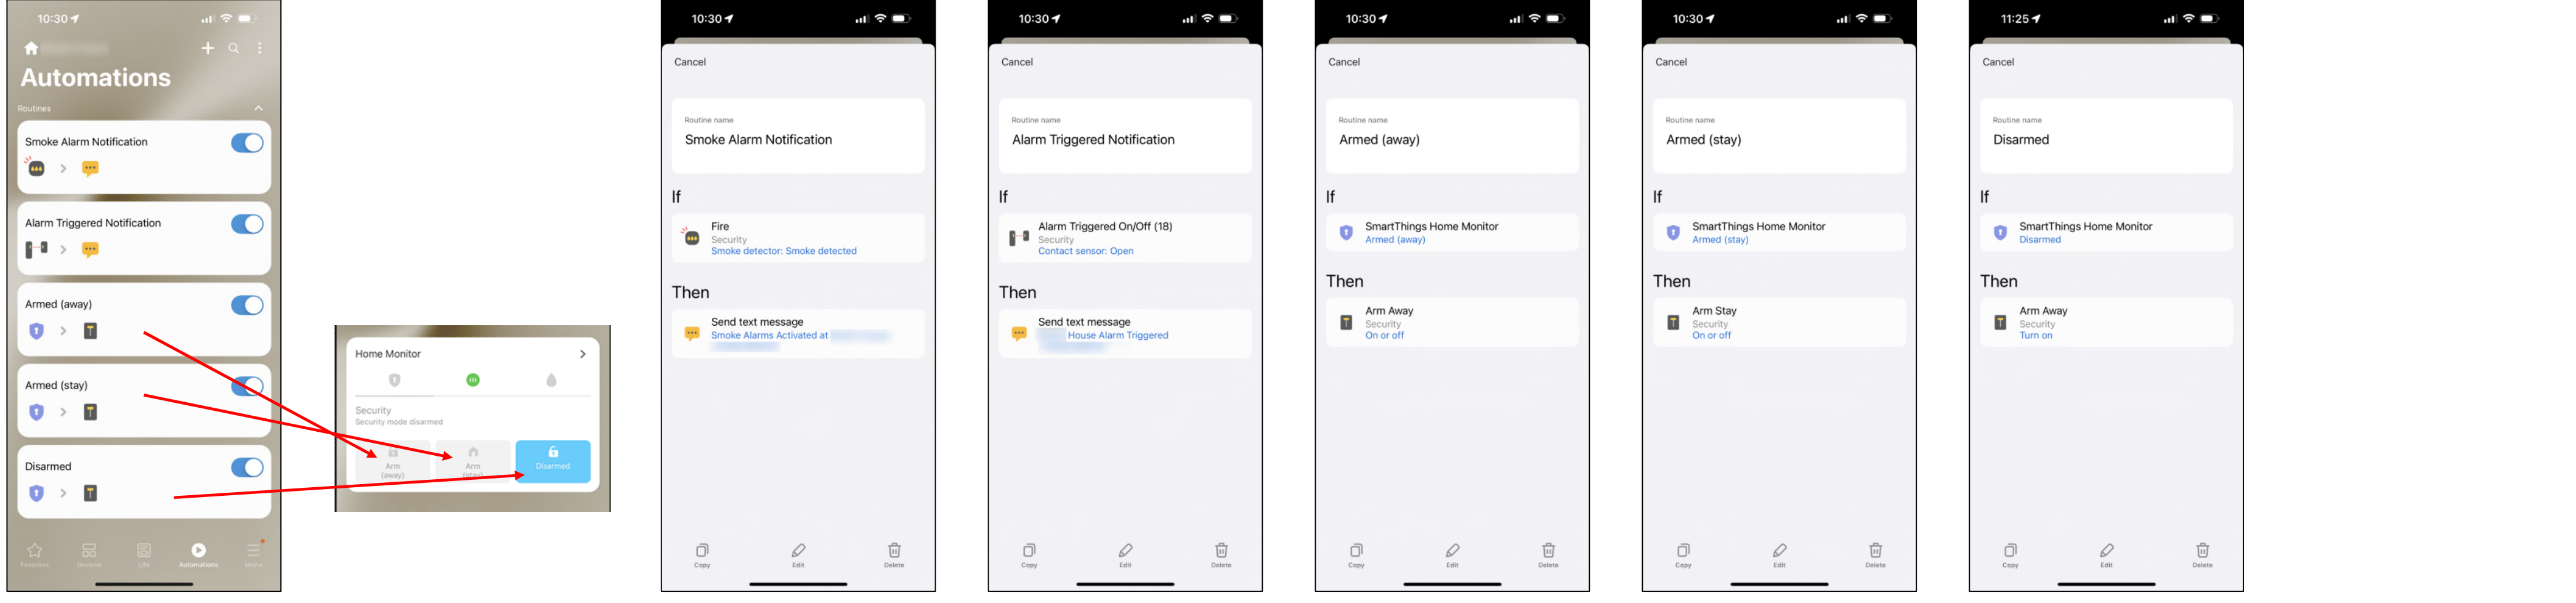 10:30
Automations
Routines
Smoke Alarm Notification
Alarm Triggered Notification
Armed (away)
Armed (stay)
Disarmed
Favorites
Devices
Life
Automations
Menu
Home Monitor
Security
Security mode disarmed
Arm
(away)
Arm
(stay)
Disarmed
10:30
Cancel
Routine name
Smoke Alarm Notification
If
Fire
Security
Smoke detector: Smoke detected
Then
Send text message
Smoke Alarms Activated at
Copy
Edit
Delete
10:30
Cancel
Routine name
Alarm Triggered Notification
If
Alarm Triggered On/Off (18)
Security
Contact sensor: Open
Then
Send text message
House Alarm Triggered
Copy
Edit
Delete
10:30
Cancel
Routine name
Armed (away)
If
SmartThings Home Monitor
Armed (away)
Then
Arm Away
Security
On or off
Copy
Edit
Delete
10:30
Cancel
Routine name
Armed (stay)
If
SmartThings Home Monitor
Armed (stay)
Then
Arm Stay
Security
On or off
Copy
Edit
Delete
11:25
Cancel
Routine name
Disarmed
If
SmartThings Home Monitor
Disarmed
Then
Arm Away
Security
Turn on
Copy
Edit
Delete